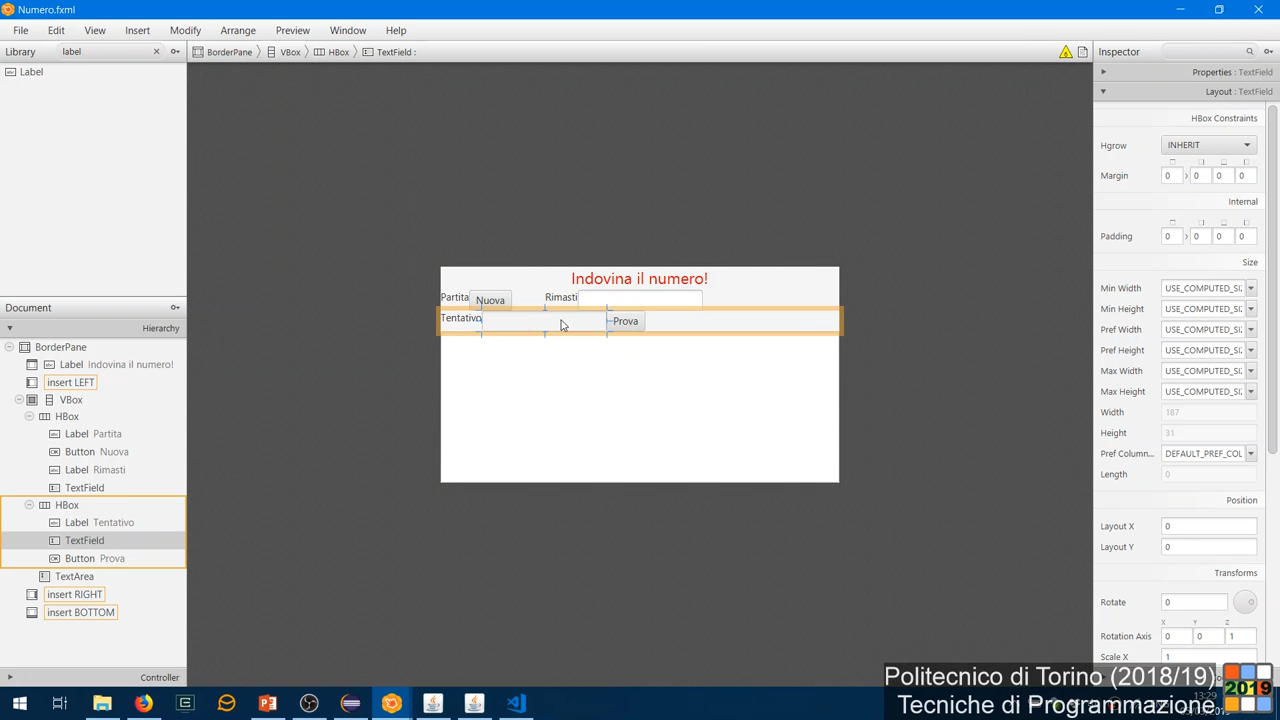 Numero.fxml
File Edit View Insert Modify Arrange Preview Window Help
Library label
BorderPane VBox HBox TextField :
Inspector
Label
Properties : TextField
Layout : TextField
HBox Constraints
Hgrow INHERIT
Margin 0 0 0 0
Internal
Padding 0 0 0 0
Size
Min Width USE_COMPUTED_SI
Min Height USE_COMPUTED_SI
Pref Width USE_COMPUTED_SI
Pref Height USE_COMPUTED_SI
Max Width USE_COMPUTED_SI
Max Height USE_COMPUTED_SI
Width 187
Height 31
Pref Column... DEFAULT_PREF_COL
Length 0
Position
Layout X 0
Layout Y 0
Transforms
Rotate 0
X Y Z
Rotation Axis 0 0 1
Scale X 1
Indovina il numero!
Partita Nuova Rimasti
Tentativo Prova
Document
Hierarchy
BorderPane
Label Indovina il numero!
insert LEFT
VBox
HBox
Label Partita
Button Nuova
Label Rimasti
TextField
HBox
Label Tentativo
TextField
Button Prova
TextArea
insert RIGHT
insert BOTTOM
Controller
Politecnico di Torino (2018/19)
Tecniche di Programmazione
2019
13:29